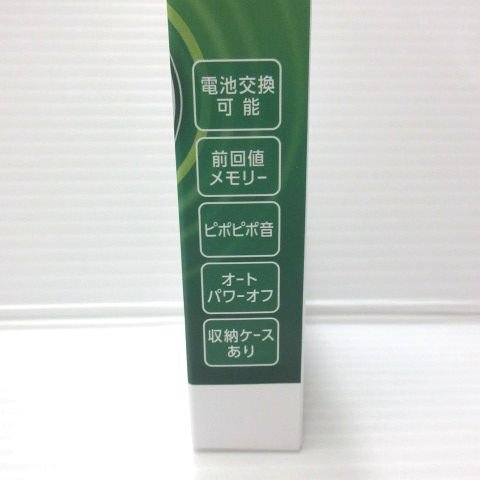 電池交換
可能
前回値
メモリー
ピポピポ音
オート
パワーオフ
収納ケース
あり